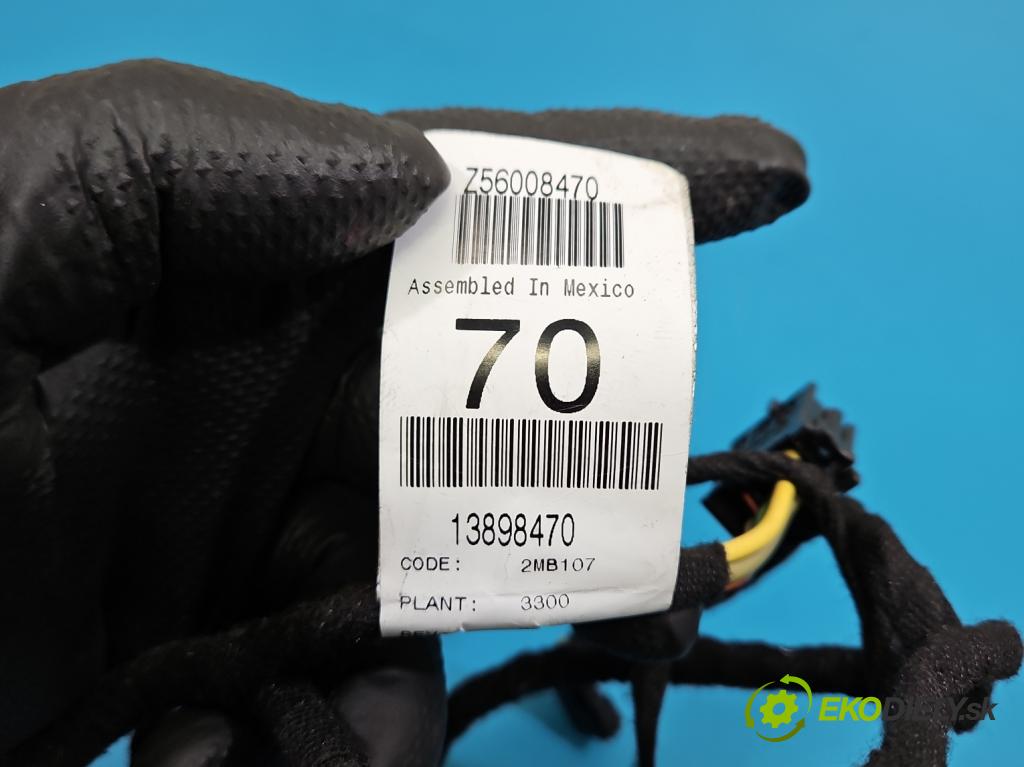 Z56008470
Assembled In Mexico
70
13898470
CODE: 2MB107
PLANT: 3300
EKODIELY.sk